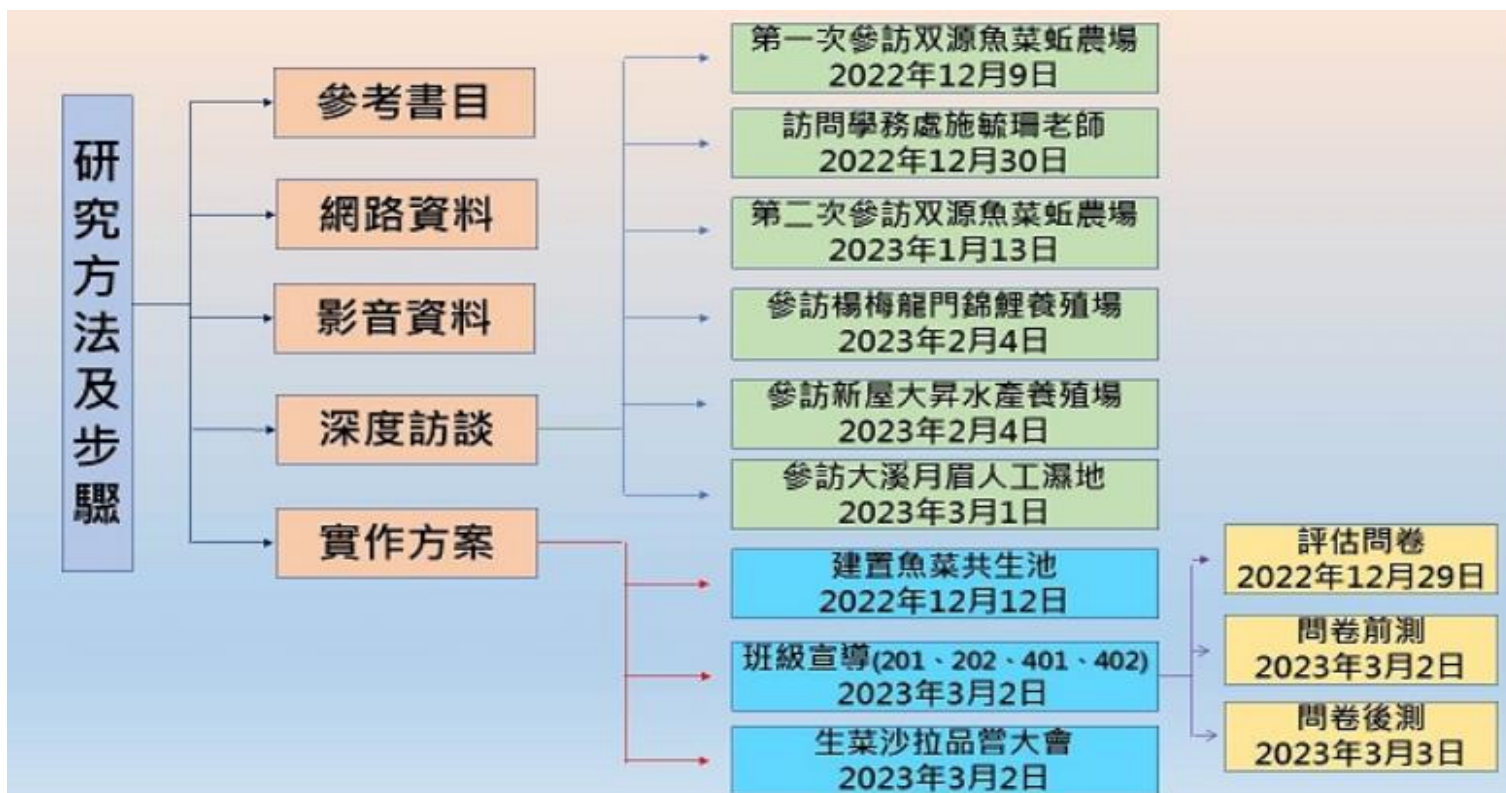 研究方法及步驟
參考書目
網路資料
影音資料
深度訪談
實作方案
第一次參訪双源魚菜蚯農場
2022年12月9日
訪問學務處施毓珊老師
2022年12月30日
第二次參訪双源魚菜蚯農場
2023年1月13日
參訪楊梅龍門錦鯉養殖場
2023年2月4日
參訪新屋大昇水產養殖場
2023年2月4日
參訪大溪月眉人工濕地
2023年3月1日
建置魚菜共生池
2022年12月12日
班級宣導(201、202、401、402)
2023年3月2日
生菜沙拉品嘗大會
2023年3月2日
評估問卷
2022年12月29日
問卷前測
2023年3月2日
問卷後測
2023年3月3日